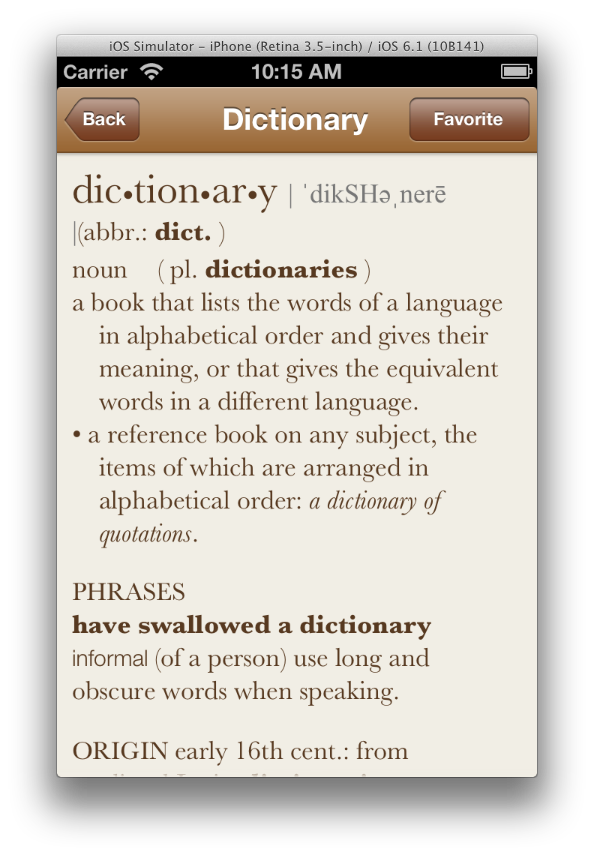 iOS Simulator – iPhone (Retina 3.5-inch) / iOS 6.1 (10B141)
Carrier 10:15 AM
Back Dictionary Favorite
dic•tion•ar•y | ˈdikSHəˌnerē
|(abbr.: dict. )
noun ( pl. dictionaries )
a book that lists the words of a language
in alphabetical order and gives their
meaning, or that gives the equivalent
words in a different language.
• a reference book on any subject, the
items of which are arranged in
alphabetical order: a dictionary of
quotations.
PHRASES
have swallowed a dictionary
informal (of a person) use long and
obscure words when speaking.
ORIGIN early 16th cent.: from